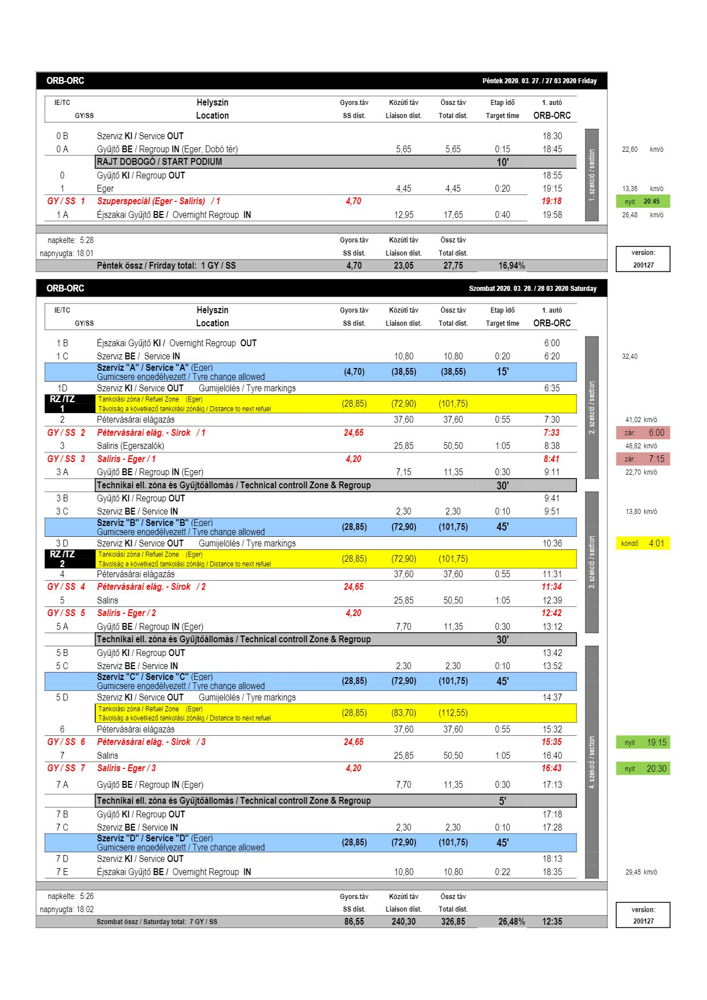 ORB-ORC Péntek 2020. 03. 27. / 27 03 2020 Friday
IE/TC Helyszín Gyors.táv Közúti táv Össz táv Etap idő 1. autó
GY/SS Location SS dist. Liaison dist. Total dist. Target time ORB-ORC
0 B Szerviz KI / Service OUT 18:30
0 A Gyűjtő BE / Regroup IN (Eger, Dobó tér) 5,65 5,65 0:15 18:45 22,60 km/ó
RAJT DOBOGÓ / START PODIUM 10'
0 Gyűjtő KI / Regroup OUT 18:55
1 Eger 4,45 4,45 0:20 19:15 13,35 km/ó
GY / SS 1 Szuperspeciál (Eger - Saliris) / 1 4,70 19:18 nyit 20:45
1 A Éjszakai Gyűjtő BE / Overnight Regroup IN 12,95 17,65 0:40 19:58 26,48 km/ó
1. szekció / section
napkelte: 5:28 Gyors.táv Közúti táv Össz táv
napnyugta: 18:01 SS dist. Liaison dist. Total dist. version:
Péntek össz / Frirday total: 1 GY / SS 4,70 23,05 27,75 16,94% 200127
ORB-ORC Szombat 2020. 03. 28. / 28 03 2020 Saturday
IE/TC Helyszín Gyors.táv Közúti táv Össz táv Etap idő 1. autó
GY/SS Location SS dist. Liaison dist. Total dist. Target time ORB-ORC
1 B Éjszakai Gyűjtő KI / Overnight Regroup OUT 6:00
1 C Szerviz BE / Service IN 10,80 10,80 0:20 6:20 32,40
Szerviz "A" / Service "A" (Eger)
Gumicsere engedélyezett / Tyre change allowed (4,70) (38,55) (38,55) 15'
1D Szerviz KI / Service OUT Gumijelölés / Tyre markings 6:35
RZ /TZ Tankolási zóna / Refuel Zone (Eger)
1 Távolság a következő tankolási zónáig / Distance to next refuel (28,85) (72,90) (101,75)
2 Pétervásárai elágazás 37,60 37,60 0:55 7:30 41,02 km/ó
GY / SS 2 Pétervásárai elág. - Sirok / 1 24,65 7:33 zár: 6:00
3 Saliris (Egerszalók) 25,85 50,50 1:05 8:38 46,62 km/ó
GY / SS 3 Saliris - Eger / 1 4,20 8:41 zár: 7:15
3 A Gyűjtő BE / Regroup IN (Eger) 7,15 11,35 0:30 9:11 22,70 km/ó
2. szekció / section
Technikai ell. zóna és Gyűjtőállomás / Technical controll Zone & Regroup 30'
3 B Gyűjtő KI / Regroup OUT 9:41
3 C Szerviz BE / Service IN 2,30 2,30 0:10 9:51 13,80 km/ó
Szerviz "B" / Service "B" (Eger)
Gumicsere engedélyezett / Tyre change allowed (28,85) (72,90) (101,75) 45'
3 D Szerviz KI / Service OUT Gumijelölés / Tyre markings 10:36 köridő 4:01
RZ /TZ Tankolási zóna / Refuel Zone (Eger)
2 Távolság a következő tankolási zónáig / Distance to next refuel (28,85) (72,90) (101,75)
4 Pétervásárai elágazás 37,60 37,60 0:55 11:31
GY / SS 4 Pétervásárai elág. - Sirok / 2 24,65 11:34
5 Saliris 25,85 50,50 1:05 12:39
GY / SS 5 Saliris - Eger / 2 4,20 12:42
5 A Gyűjtő BE / Regroup IN (Eger) 7,70 11,35 0:30 13:12
3. szekció / section
Technikai ell. zóna és Gyűjtőállomás / Technical controll Zone & Regroup 30'
5 B Gyűjtő KI / Regroup OUT 13:42
5 C Szerviz BE / Service IN 2,30 2,30 0:10 13:52
Szerviz "C" / Service "C" (Eger)
Gumicsere engedélyezett / Tyre change allowed (28,85) (72,90) (101,75) 45'
5 D Szerviz KI / Service OUT Gumijelölés / Tyre markings 14:37
Tankolási zóna / Refuel Zone (Eger)
Távolság a következő tankolási zónáig / Distance to next refuel (28,85) (83,70) (112,55)
6 Pétervásárai elágazás 37,60 37,60 0:55 15:32
GY / SS 6 Pétervásárai elág. - Sirok / 3 24,65 15:35 nyit 19:15
7 Saliris 25,85 50,50 1:05 16:40
GY / SS 7 Saliris - Eger / 3 4,20 16:43 nyit 20:30
7 A Gyűjtő BE / Regroup IN (Eger) 7,70 11,35 0:30 17:13
4. szekció / section
Technikai ell. zóna és Gyűjtőállomás / Technical controll Zone & Regroup 5'
7 B Gyűjtő KI / Regroup OUT 17:18
7 C Szerviz BE / Service IN 2,30 2,30 0:10 17:28
Szerviz "D" / Service "D" (Eger)
Gumicsere engedélyezett / Tyre change allowed (28,85) (72,90) (101,75) 45'
7 D Szerviz KI / Service OUT 18:13
7 E Éjszakai Gyűjtő BE / Overnight Regroup IN 10,80 10,80 0:22 18:35 29,45 km/ó
napkelte: 5:26 Gyors.táv Közúti táv Össz táv
napnyugta: 18:02 SS dist. Liaison dist. Total dist. version:
Szombat össz / Saturday total: 7 GY / SS 86,55 240,30 326,85 26,48% 12:35 200127